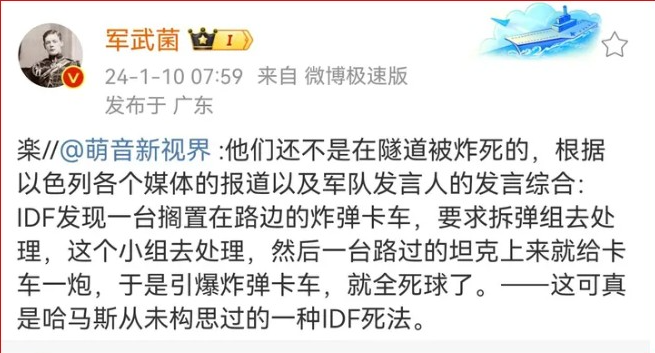 军武菌 I
24-1-10 07:59 来自 微博极速版
发布于 广东
楽//@萌音新视界 :他们还不是在隧道被炸死的，根据
以色列各个媒体的报道以及军队发言人的发言综合：
IDF发现一台搁置在路边的炸弹卡车，要求拆弹组去处
理，这个小组去处理，然后一台路过的坦克上来就给卡
车一炮，于是引爆炸弹卡车，就全死球了。——这可真
是哈马斯从未构思过的一种IDF死法。